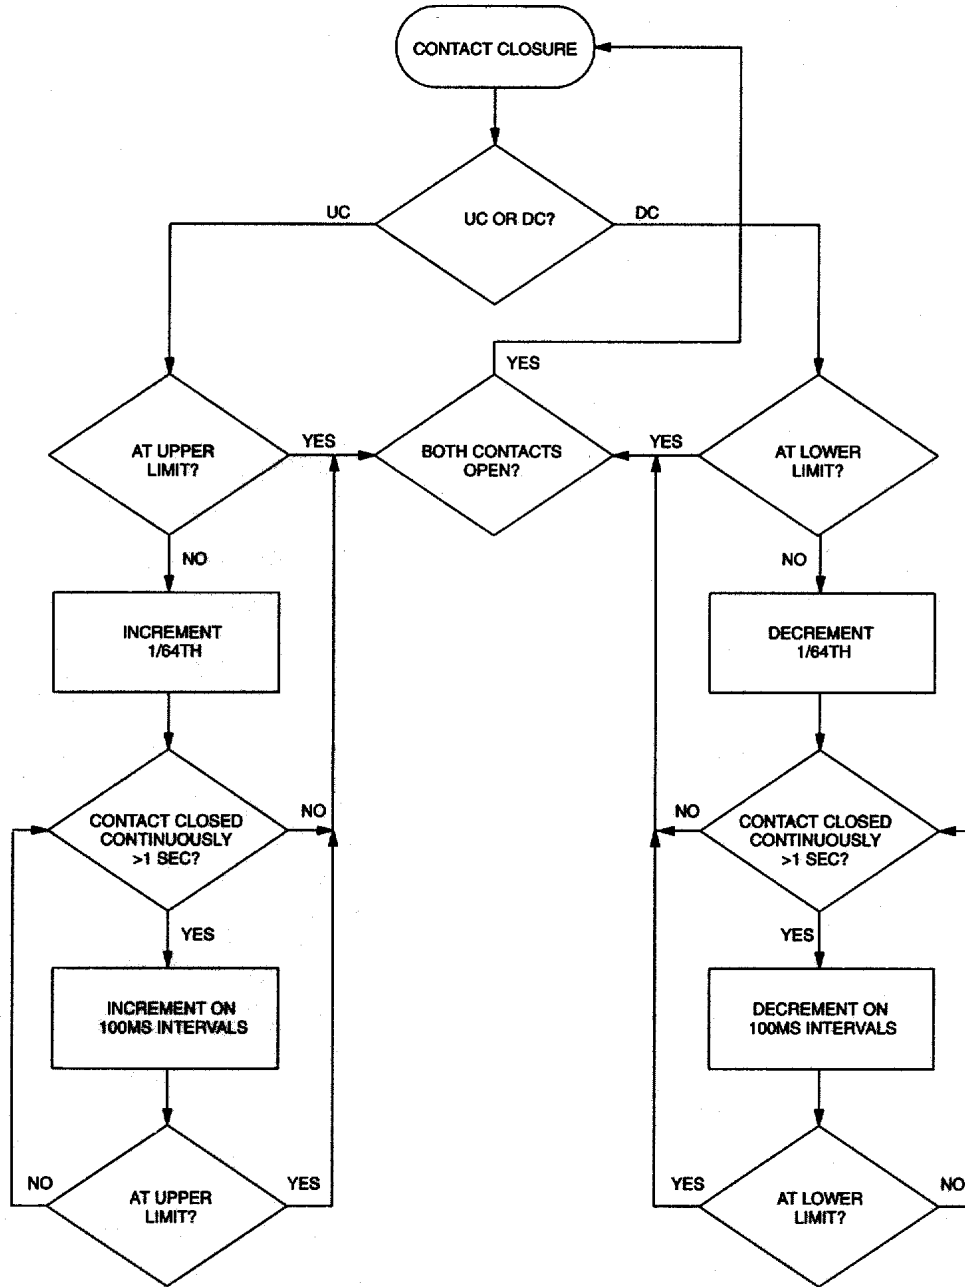 CONTACT CLOSURE
UC
UC OR DC?
DC
YES
AT UPPER
LIMIT?
YES
BOTH CONTACTS
OPEN?
YES
AT LOWER
LIMIT?
NO
NO
INCREMENT
1/64TH
DECREMENT
1/64TH
CONTACT CLOSED
CONTINUOUSLY
>1 SEC?
NO
NO
CONTACT CLOSED
CONTINUOUSLY
>1 SEC?
YES
YES
INCREMENT ON
100MS INTERVALS
DECREMENT ON
100MS INTERVALS
NO
AT UPPER
LIMIT?
YES
YES
AT LOWER
LIMIT?
NO